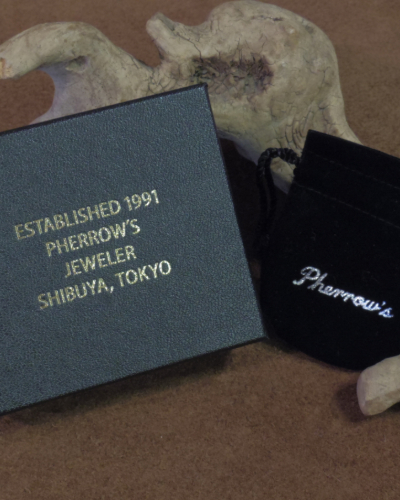 ESTABLISHED 1991
PHERROW'S
JEWELER
SHIBUYA, TOKYO
Pherrow's